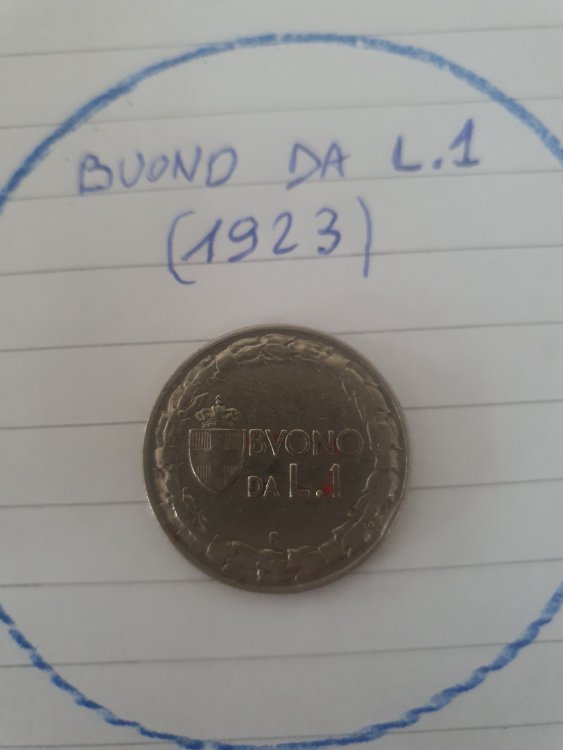 BUONO DA L.1
(1923)
BVONO
DA L.1